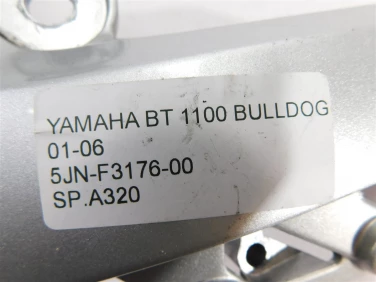 YAMAHA BT 1100 BULLDOG
01-06
5JN-F3176-00
SP.A320